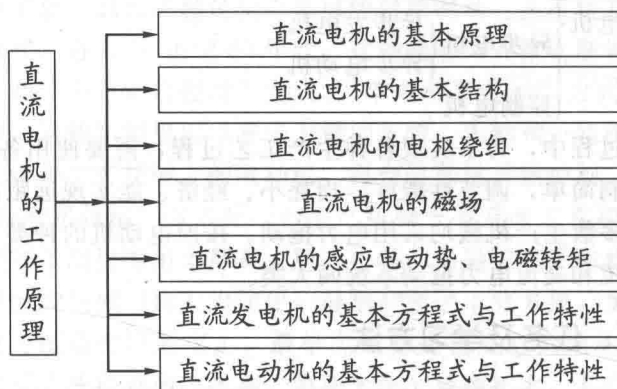 直流电机的工作原理
直流电机的基本原理
直流电机的基本结构
直流电机的电枢绕组
直流电机的磁场
直流电机的感应电动势、电磁转矩
直流发电机的基本方程式与工作特性
直流电动机的基本方程式与工作特性